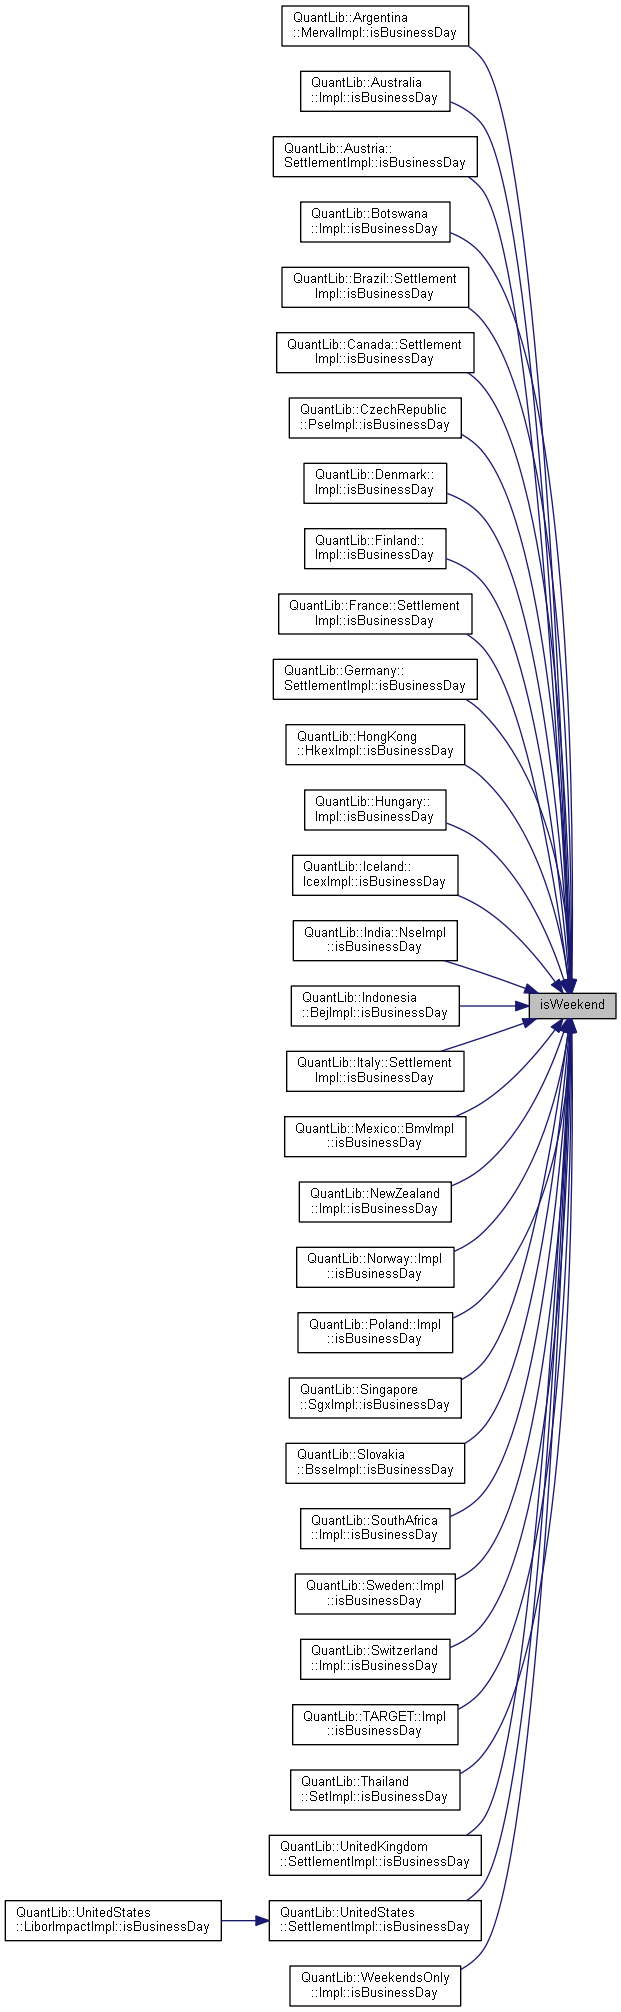 QuantLib::Argentina
::MervalImpl::isBusinessDay
QuantLib::Australia
::Impl::isBusinessDay
QuantLib::Austria::
SettlementImpl::isBusinessDay
QuantLib::Botswana
::Impl::isBusinessDay
QuantLib::Brazil::Settlement
Impl::isBusinessDay
QuantLib::Canada::Settlement
Impl::isBusinessDay
QuantLib::CzechRepublic
::PseImpl::isBusinessDay
QuantLib::Denmark::
Impl::isBusinessDay
QuantLib::Finland::
Impl::isBusinessDay
QuantLib::France::Settlement
Impl::isBusinessDay
QuantLib::Germany::
SettlementImpl::isBusinessDay
QuantLib::HongKong
::HkexImpl::isBusinessDay
QuantLib::Hungary::
Impl::isBusinessDay
QuantLib::Iceland::
IcexImpl::isBusinessDay
QuantLib::India::NseImpl
::isBusinessDay
QuantLib::Indonesia
::BejImpl::isBusinessDay
isWeekend
QuantLib::Italy::Settlement
Impl::isBusinessDay
QuantLib::Mexico::BmvImpl
::isBusinessDay
QuantLib::NewZealand
::Impl::isBusinessDay
QuantLib::Norway::Impl
::isBusinessDay
QuantLib::Poland::Impl
::isBusinessDay
QuantLib::Singapore
::SgxImpl::isBusinessDay
QuantLib::Slovakia
::BsseImpl::isBusinessDay
QuantLib::SouthAfrica
::Impl::isBusinessDay
QuantLib::Sweden::Impl
::isBusinessDay
QuantLib::Switzerland
::Impl::isBusinessDay
QuantLib::TARGET::Impl
::isBusinessDay
QuantLib::Thailand
::SetImpl::isBusinessDay
QuantLib::UnitedKingdom
::SettlementImpl::isBusinessDay
QuantLib::UnitedStates
::LiborImpactImpl::isBusinessDay
QuantLib::UnitedStates
::SettlementImpl::isBusinessDay
QuantLib::WeekendsOnly
::Impl::isBusinessDay